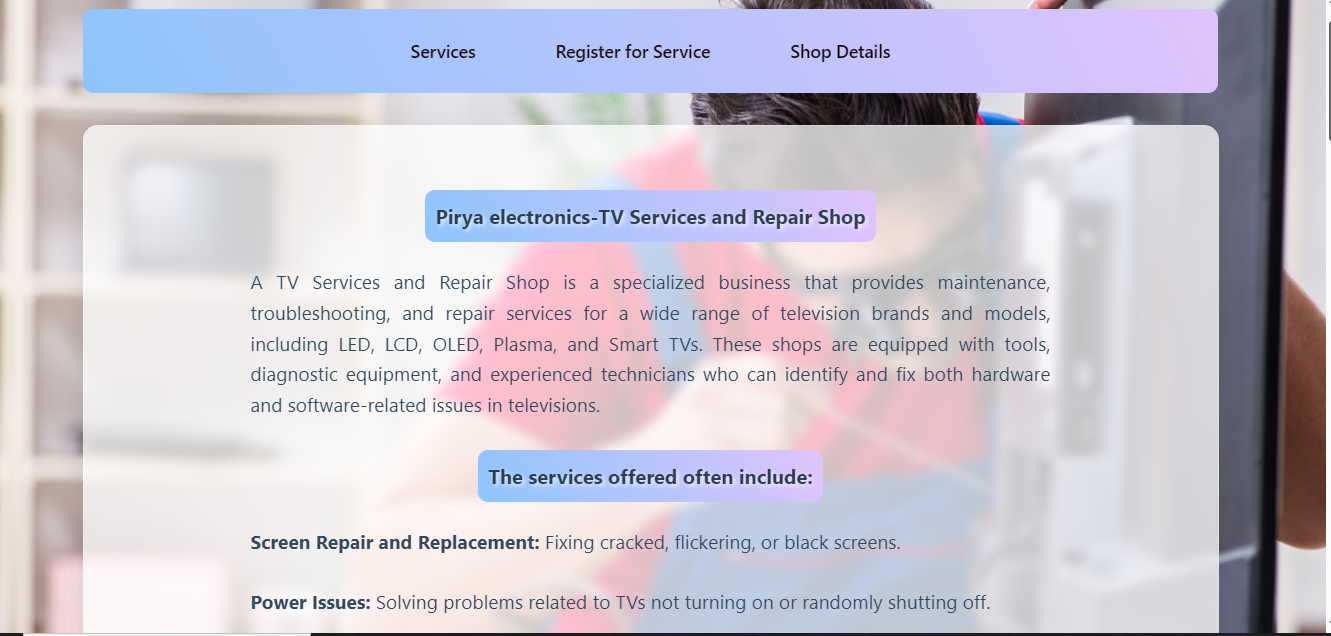 Services Register for Service Shop Details
Pirya electronics-TV Services and Repair Shop
A TV Services and Repair Shop is a specialized business that provides maintenance,
troubleshooting, and repair services for a wide range of television brands and models,
including LED, LCD, OLED, Plasma, and Smart TVs. These shops are equipped with tools,
diagnostic equipment, and experienced technicians who can identify and fix both hardware
and software-related issues in televisions.
The services offered often include:
Screen Repair and Replacement: Fixing cracked, flickering, or black screens.
Power Issues: Solving problems related to TVs not turning on or randomly shutting off.